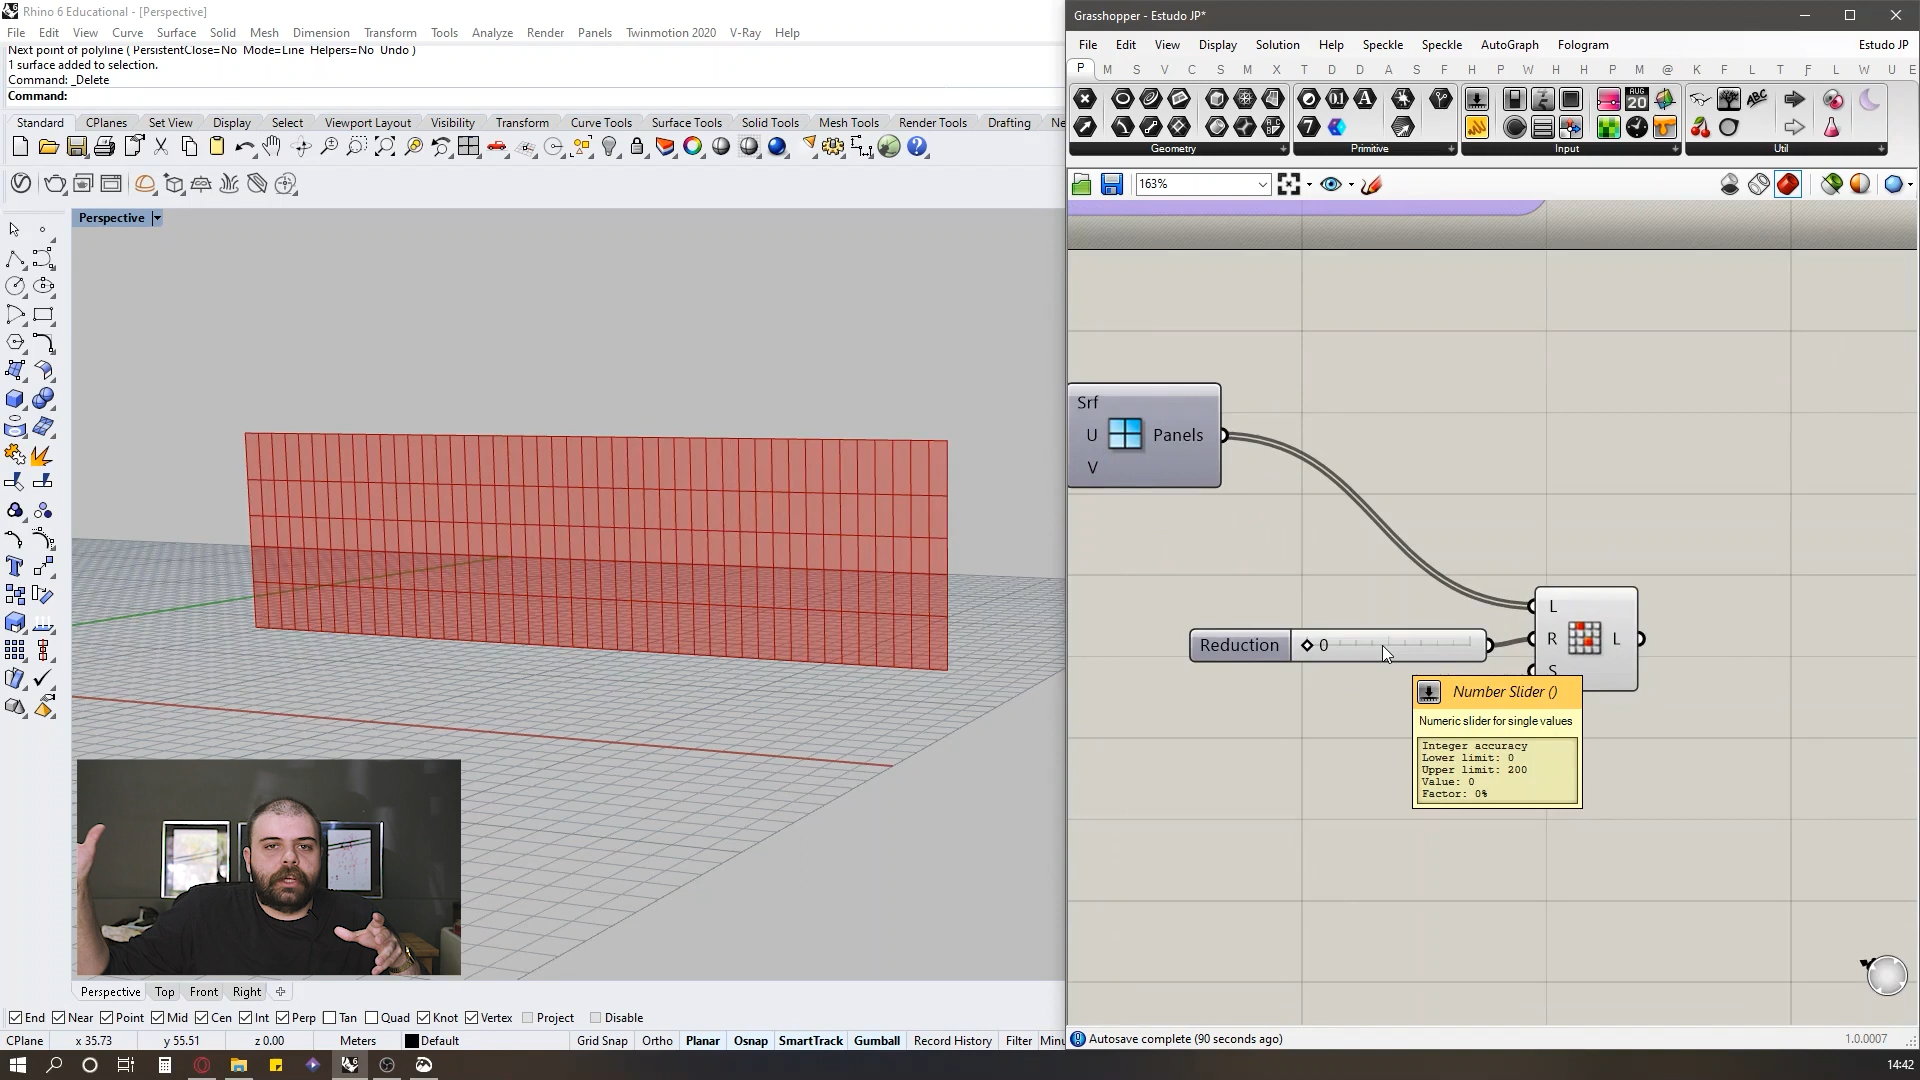 Rhino 6 Educational - [Perspective]
File Edit View Curve Surface Solid Mesh Dimension Transform Tools Analyze Render Panels Twinmotion 2020 V-Ray Help
Next point of polyline ( PersistentClose=No Mode=Line Helpers=No Undo )
1 surface added to selection.
Command: _Delete
Command:
Standard CPlanes Set View Display Select Viewport Layout Visibility Transform Curve Tools Surface Tools Solid Tools Mesh Tools Render Tools Drafting Ne
Perspective
Perspective Top Front Right
End Near Point Mid Cen Int Perp Tan Quad Knot Vertex Project Disable
CPlane x 35.73 y 55.51 z 0.00 Meters Default Grid Snap Ortho Planar Osnap SmartTrack Gumball Record History Filter Minu
Grasshopper - Estudo JP*
File Edit View Display Solution Help Speckle Speckle AutoGraph Fologram Estudo JP
P M S V C S M X T D D A S F H P W H H P M @ K F L T F L W U E
Geometry Primitive Input Util
163%
Srf
U Panels
V
Reduction 0
L
R L
S
Number Slider ()
Numeric slider for single values
Integer accuracy
Lower limit: 0
Upper limit: 200
Value: 0
Factor: 0%
Autosave complete (90 seconds ago) 1.0.0007
14:42